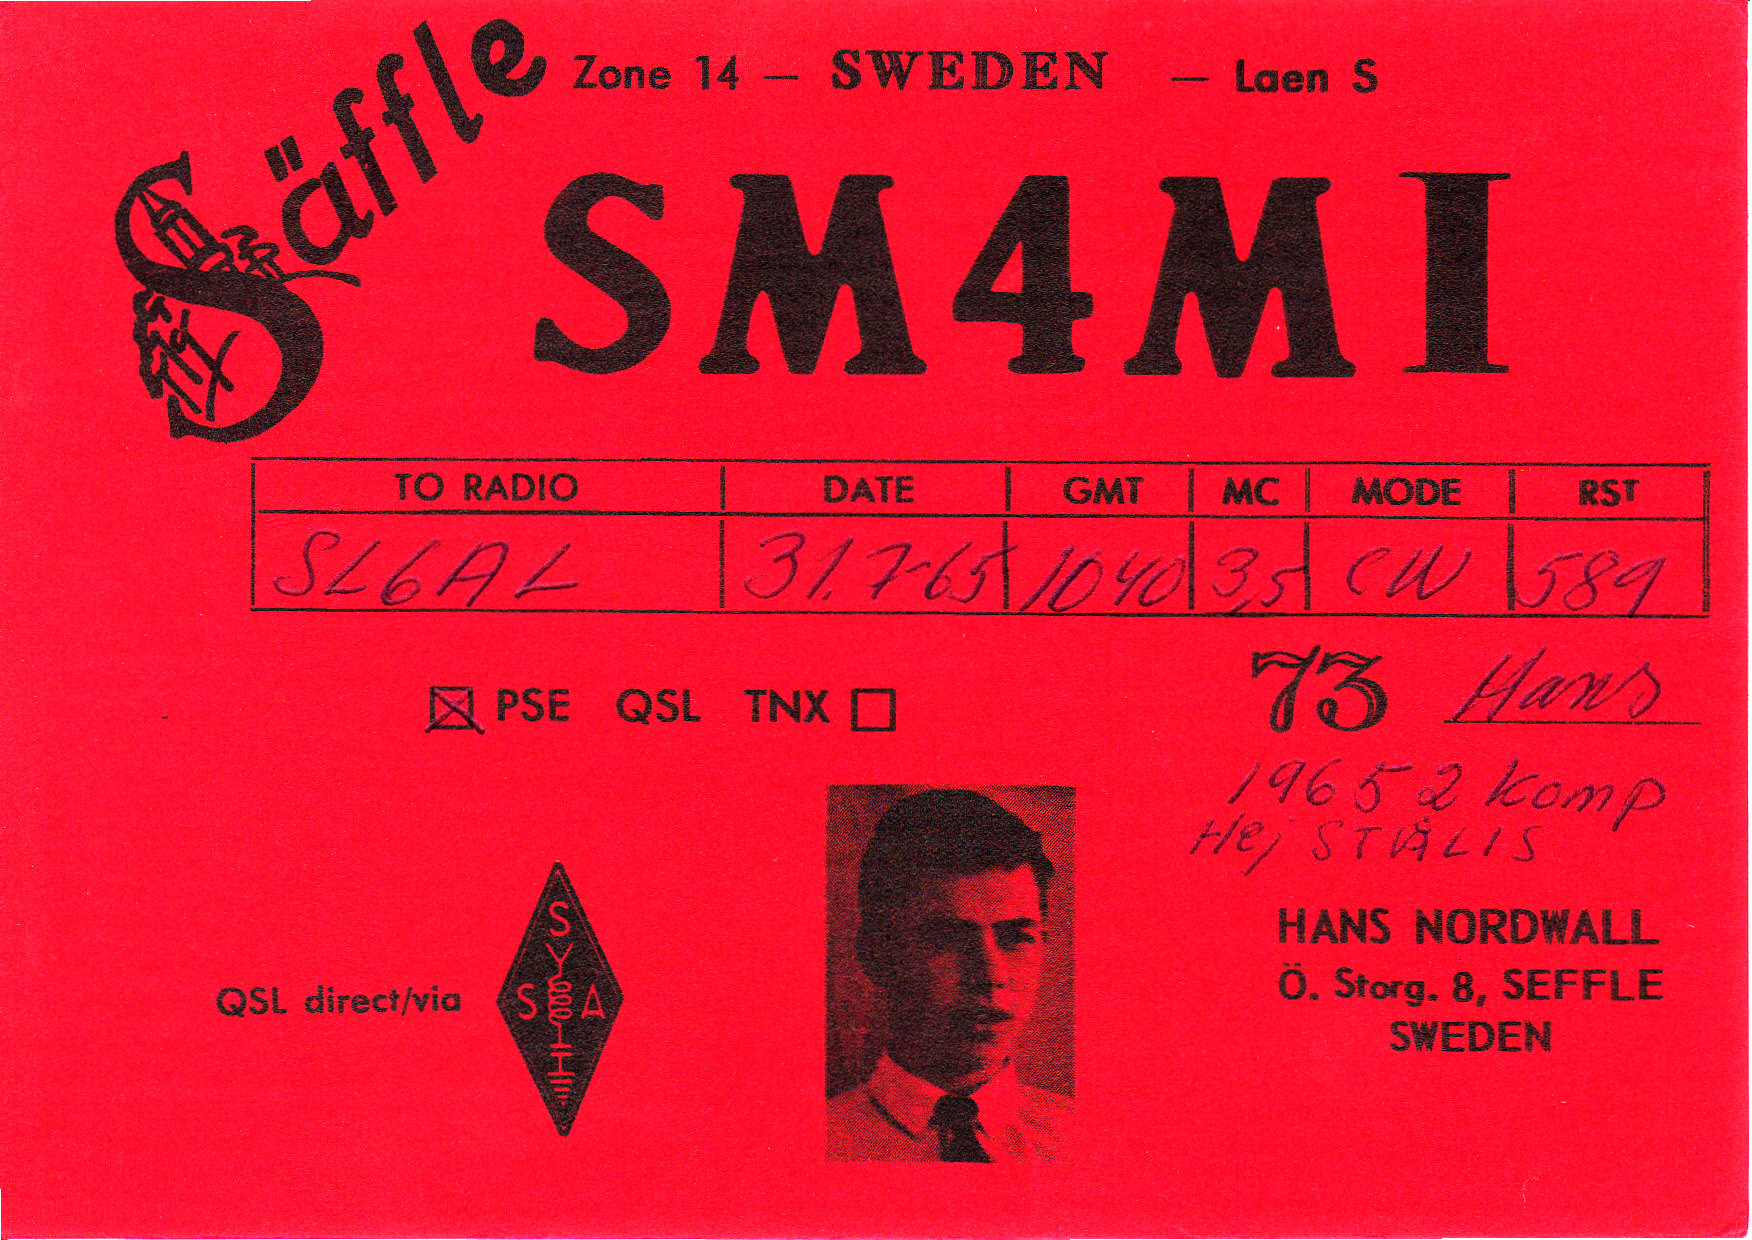 Säffle
Zone 14 — SWEDEN — Laen S
SM4MI
TO RADIO DATE GMT MC MODE RST
SL6AL 31.7-65 1040 3,5 CW 589
PSE QSL TNX
73 Hans
1965 2 Komp
Hej STÅLIS
HANS NORDWALL
Ö. Storg. 8, SEFFLE
SWEDEN
QSL direct/via
S
S A